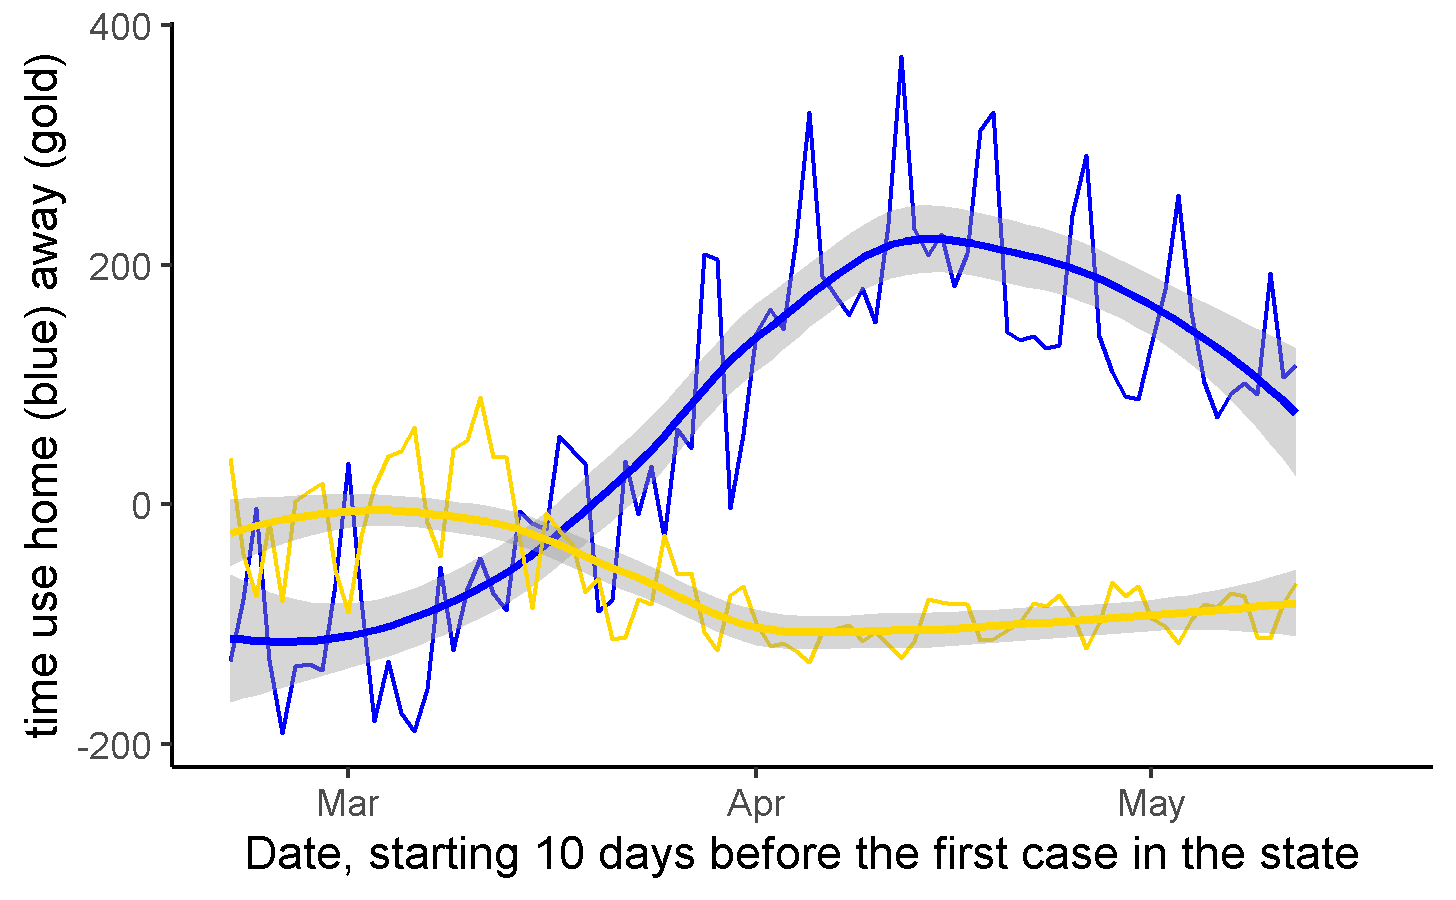 time use home (blue) away (gold)
400
200
0
-200
Mar
Apr
May
Date, starting 10 days before the first case in the state